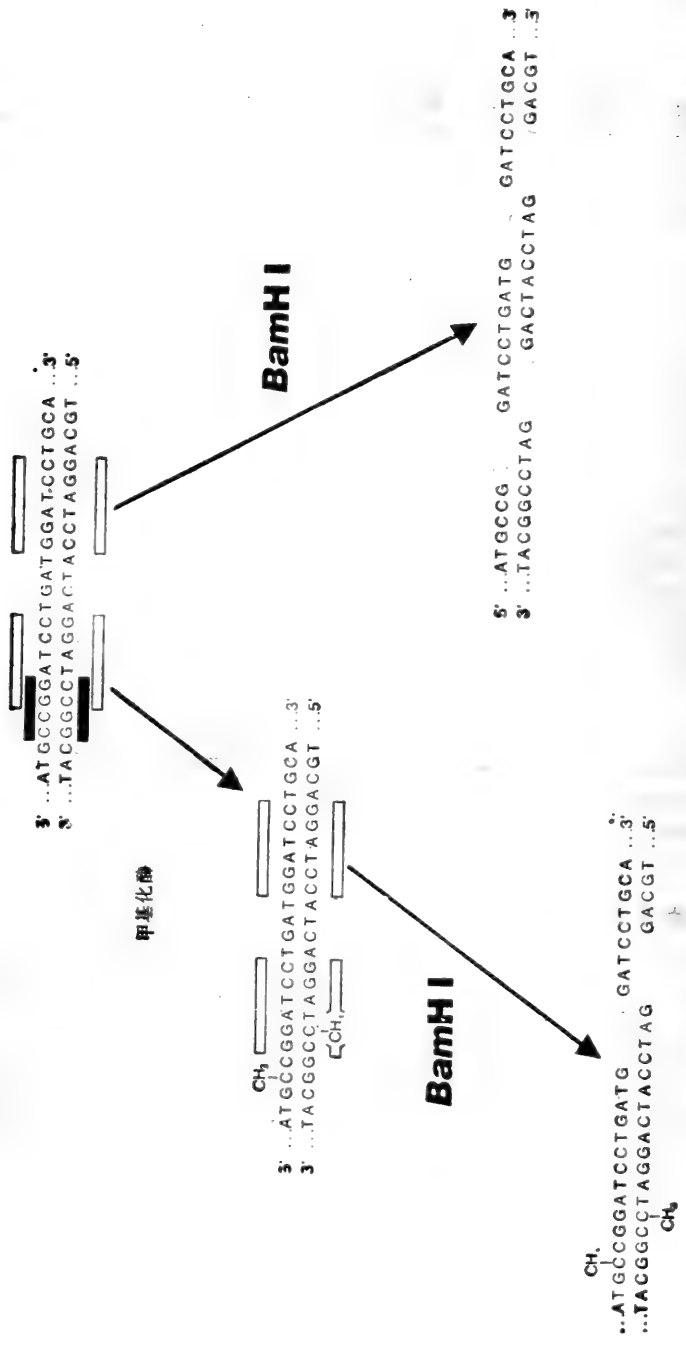 5' ...ATGCCGGATCCTGATGGATCCTGCA ...3'
3' ...TACGGCCTAGGACTACCTAGGACGT ...5'
甲基化酶
BamH I
CH₃
5' ...ATGCCGGATCCTGATGGATCCTGCA ...3'
3' ...TACGGCCTAGGACTACCTAGGACGT ...5'
CH₃
BamH I
5' ...ATGCCG GATCCTGATG GATCCTGCA ...3'
3' ...TACGGCCTAG GACTACCTAG GACGT ...5'
CH₃
...ATGCCGGATCCTGATG GATCCTGCA ...3'
...TACGGCCTAGGACTACCTAG GACGT ...5'
CH₃